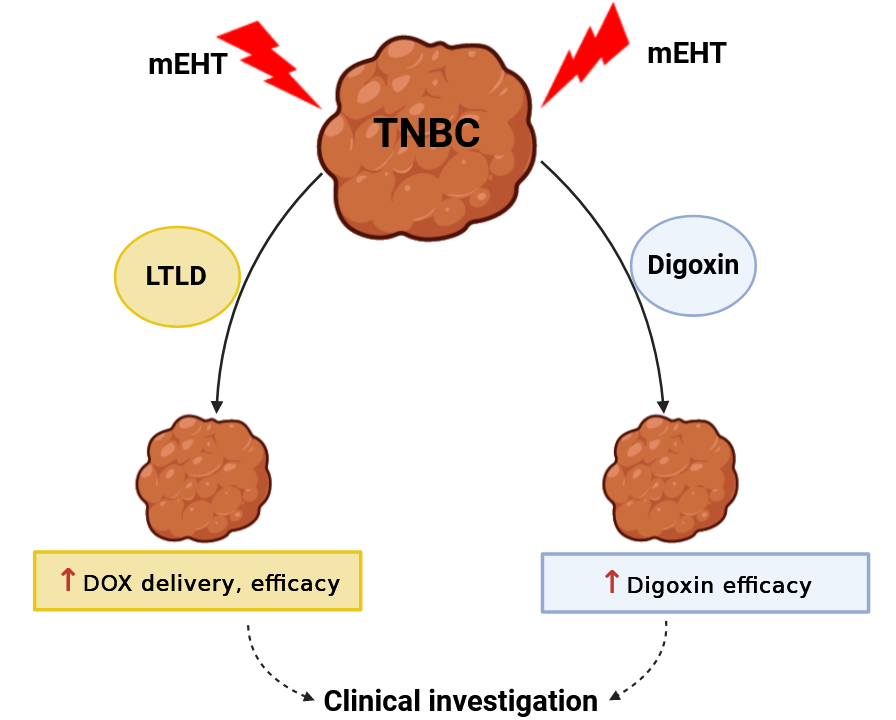 mEHT
mEHT
TNBC
LTLD
Digoxin
↑ DOX delivery, efficacy
↑ Digoxin efficacy
Clinical investigation